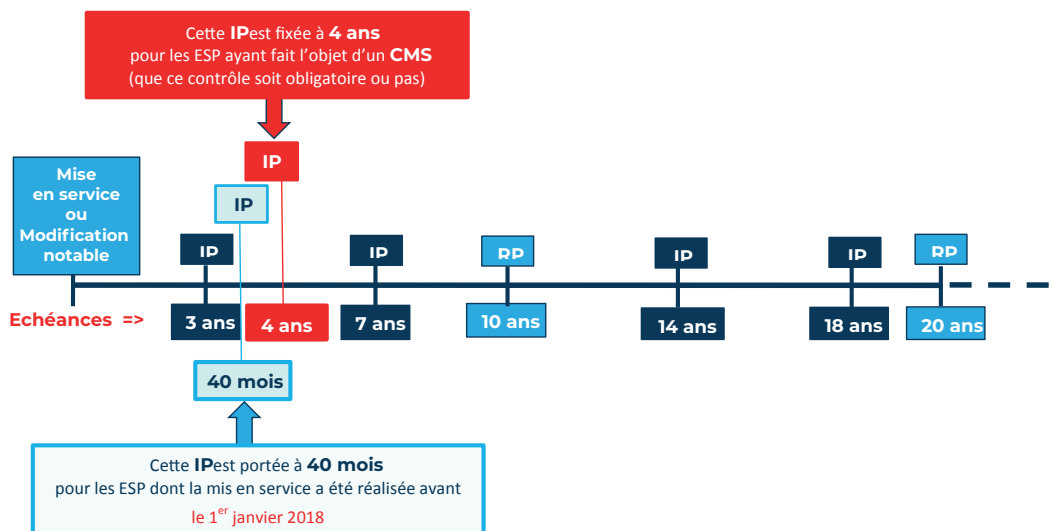 Cette IPest fixée à 4 ans
pour les ESP ayant fait l'objet d'un CMS
(que ce contrôle soit obligatoire ou pas)
IP
Mise
en service
ou
Modification
notable
IP
IP
IP
RP
IP
IP
RP
Echéances =>
3 ans
4 ans
7 ans
10 ans
14 ans
18 ans
20 ans
40 mois
Cette IPest portée à 40 mois
pour les ESP dont la mis en service a été réalisée avant
le 1er janvier 2018